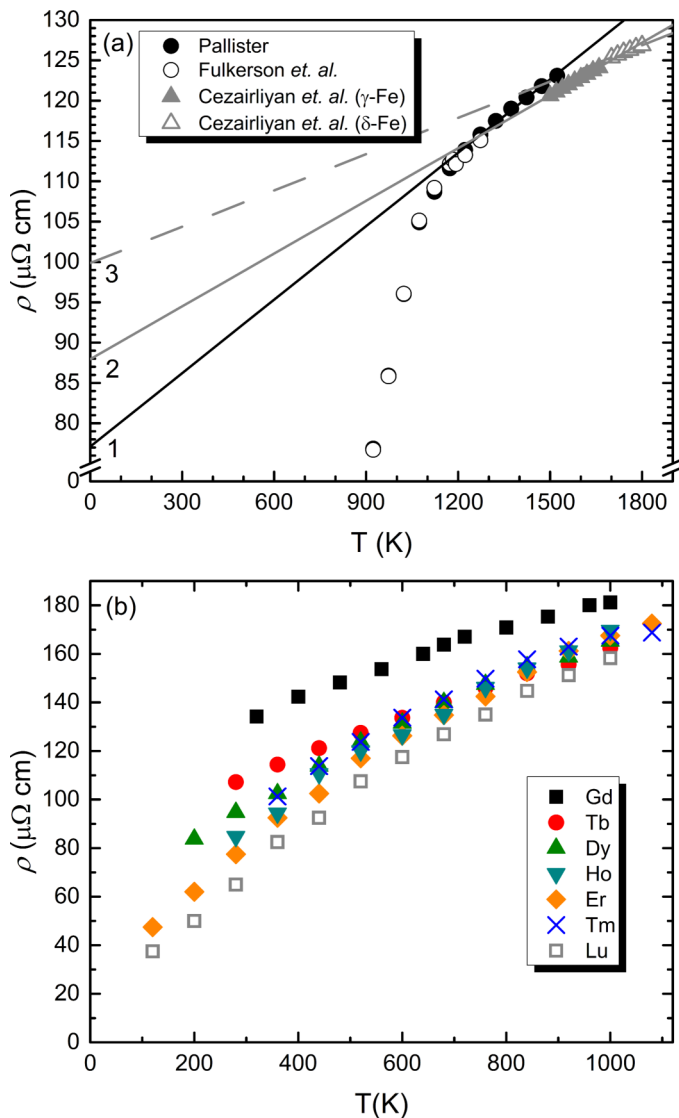 (a)
Pallister
Fulkerson et. al.
Cezairliyan et. al. (γ-Fe)
Cezairliyan et. al. (δ-Fe)
130
125
120
115
110
105
100
95
90
85
80
0
ρ (μΩ cm)
3
2
1
0 300 600 900 1200 1500 1800
T (K)
(b)
180
160
140
120
100
80
60
40
20
0
ρ (μΩ cm)
Gd
Tb
Dy
Ho
Er
Tm
Lu
0 200 400 600 800 1000
T(K)